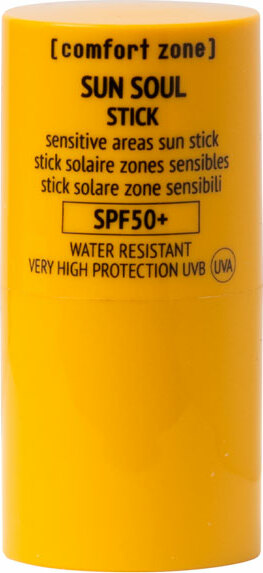 [comfort zone]
SUN SOUL
STICK
sensitive areas sun stick
stick solaire zones sensibles
stick solare zone sensibili
SPF50+
WATER RESISTANT
VERY HIGH PROTECTION UVB UVA